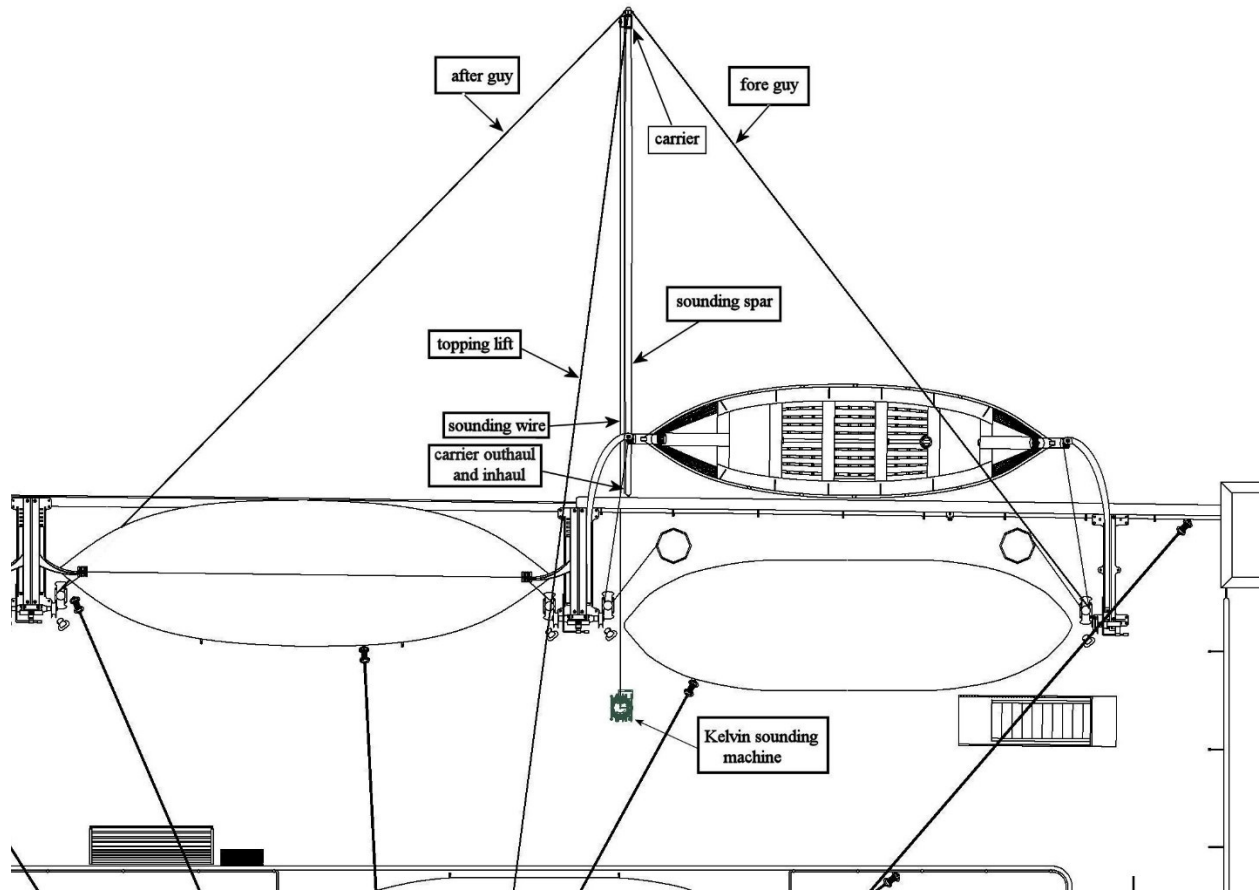 after guy
fore guy
carrier
sounding spar
topping lift
sounding wire
carrier outhaul
and inhaul
Kelvin sounding
machine